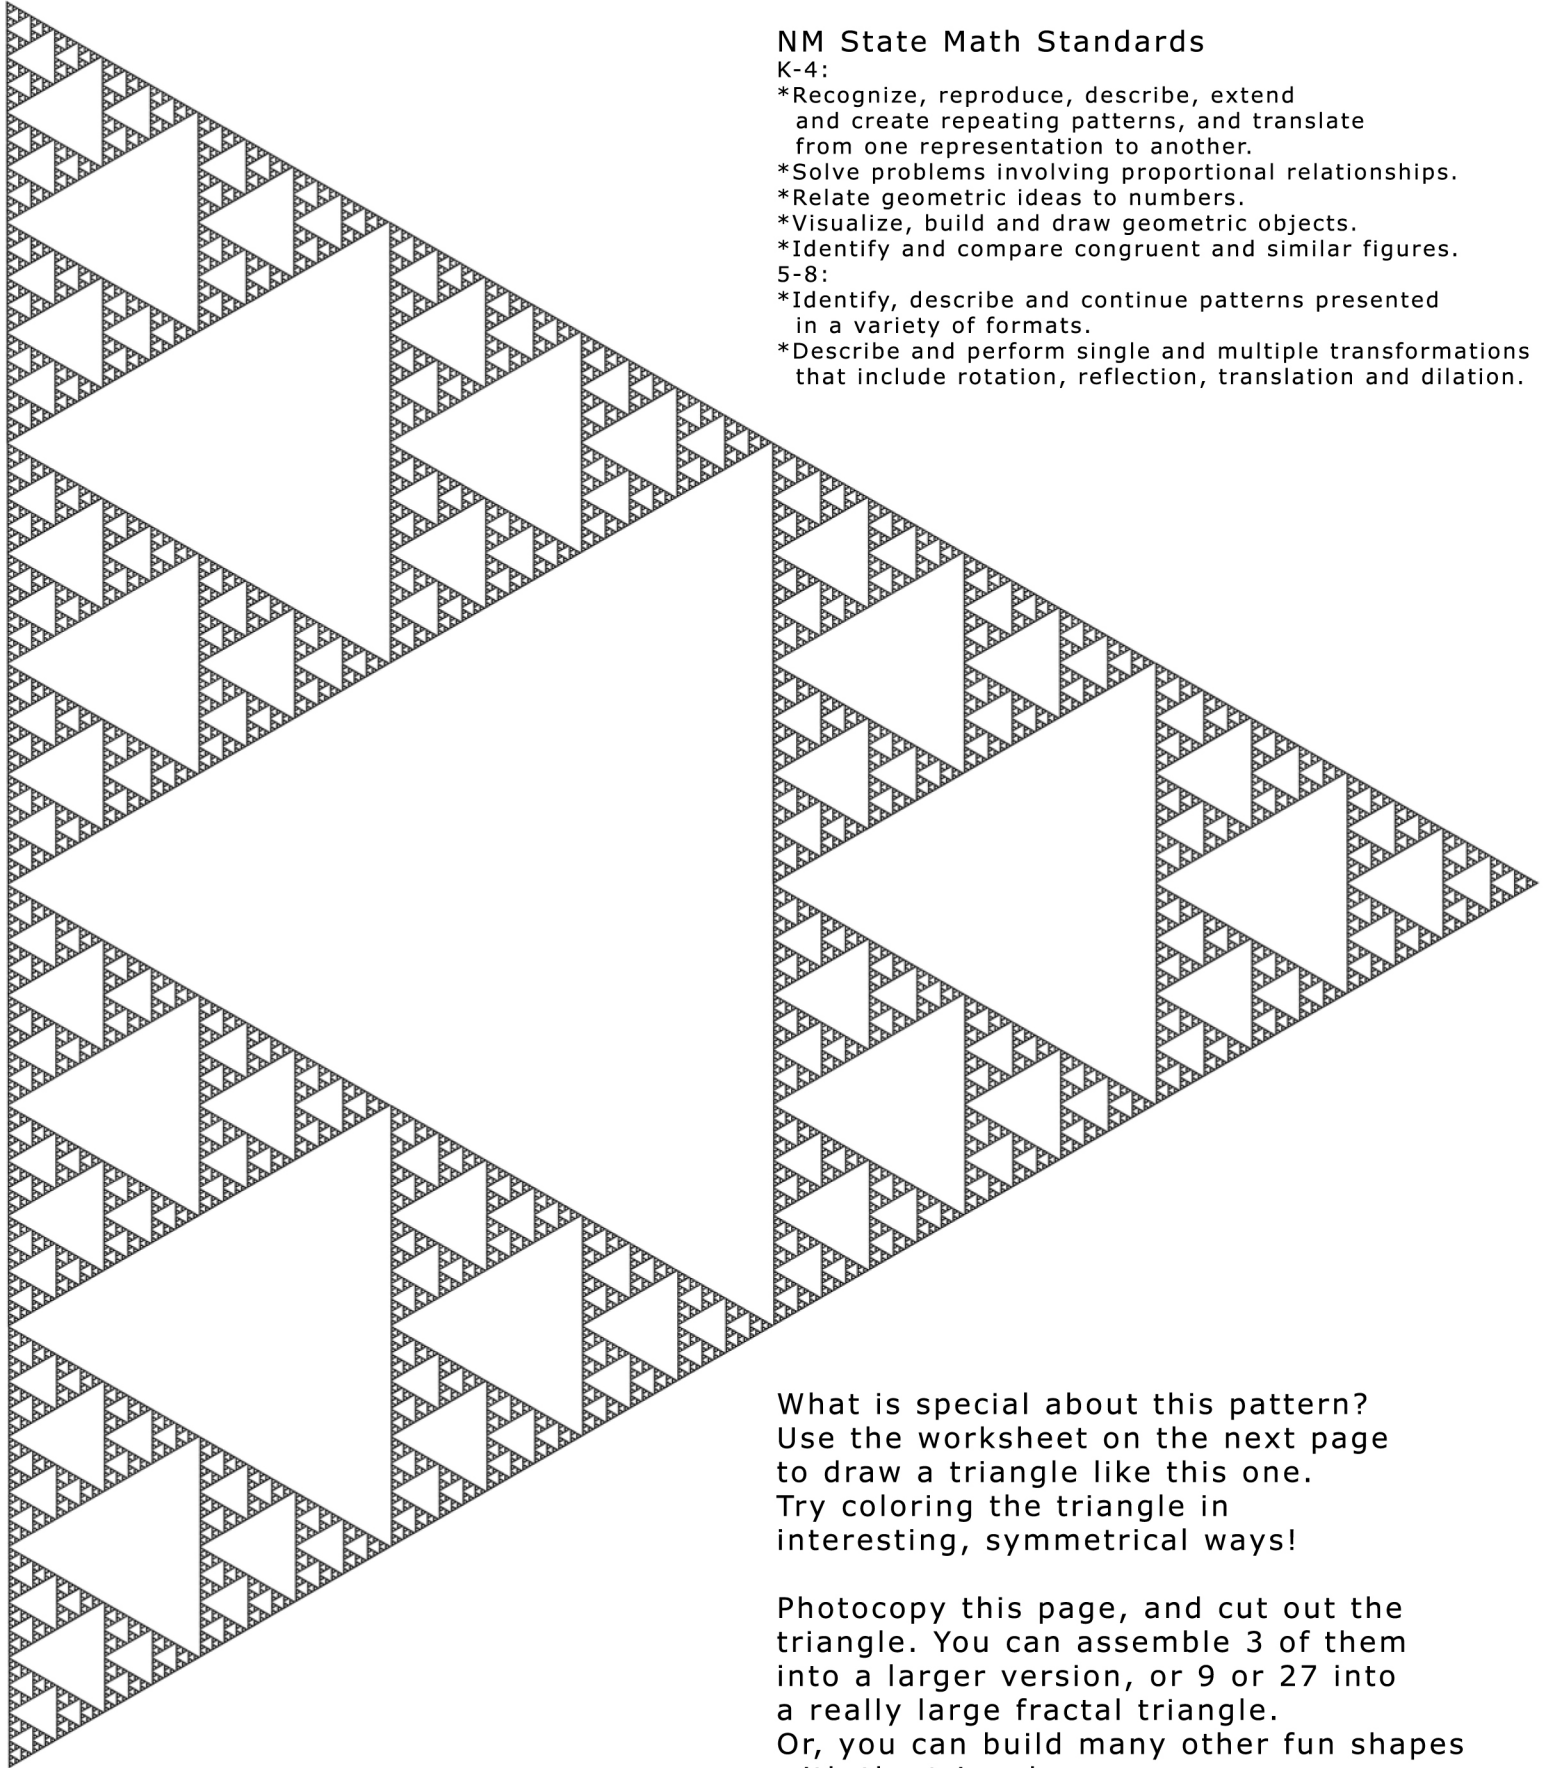 NM State Math Standards
K-4:
*Recognize, reproduce, describe, extend
and create repeating patterns, and translate
from one representation to another.
*Solve problems involving proportional relationships.
*Relate geometric ideas to numbers.
*Visualize, build and draw geometric objects.
*Identify and compare congruent and similar figures.
5-8:
*Identify, describe and continue patterns presented
in a variety of formats.
*Describe and perform single and multiple transformations
that include rotation, reflection, translation and dilation.
What is special about this pattern?
Use the worksheet on the next page
to draw a triangle like this one.
Try coloring the triangle in
interesting, symmetrical ways!
Photocopy this page, and cut out the
triangle. You can assemble 3 of them
into a larger version, or 9 or 27 into
a really large fractal triangle.
Or, you can build many other fun shapes